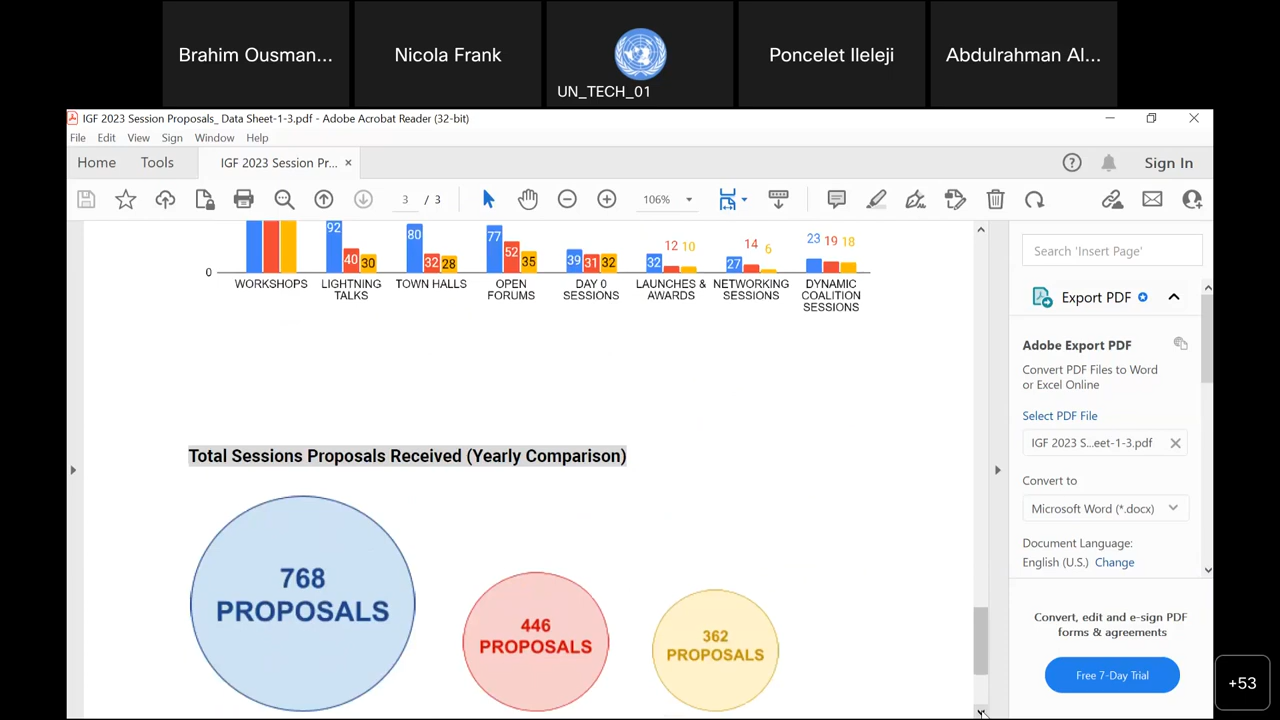 Brahim Ousman...
Nicola Frank
UN_TECH_01
Poncelet Ileleji
Abdulrahman Al...
IGF 2023 Session Proposals_ Data Sheet-1-3.pdf - Adobe Acrobat Reader (32-bit)
File Edit View Sign Window Help
Home Tools IGF 2023 Session Pr... × Sign In
3 / 3 106%
Search 'Insert Page'
92 80 77 23 19 18
40 30 32 28 52 35 39 31 32 32 12 10 27 14 6
0
WORKSHOPS LIGHTNING TALKS TOWN HALLS OPEN FORUMS DAY 0 SESSIONS LAUNCHES & AWARDS NETWORKING SESSIONS DYNAMIC COALITION SESSIONS
Total Sessions Proposals Received (Yearly Comparison)
768
PROPOSALS
446
PROPOSALS
362
PROPOSALS
Export PDF
Adobe Export PDF
Convert PDF Files to Word
or Excel Online
Select PDF File
IGF 2023 S...eet-1-3.pdf
Convert to
Microsoft Word (*.docx)
Document Language:
English (U.S.) Change
Convert, edit and e-sign PDF
forms & agreements
Free 7-Day Trial
+53